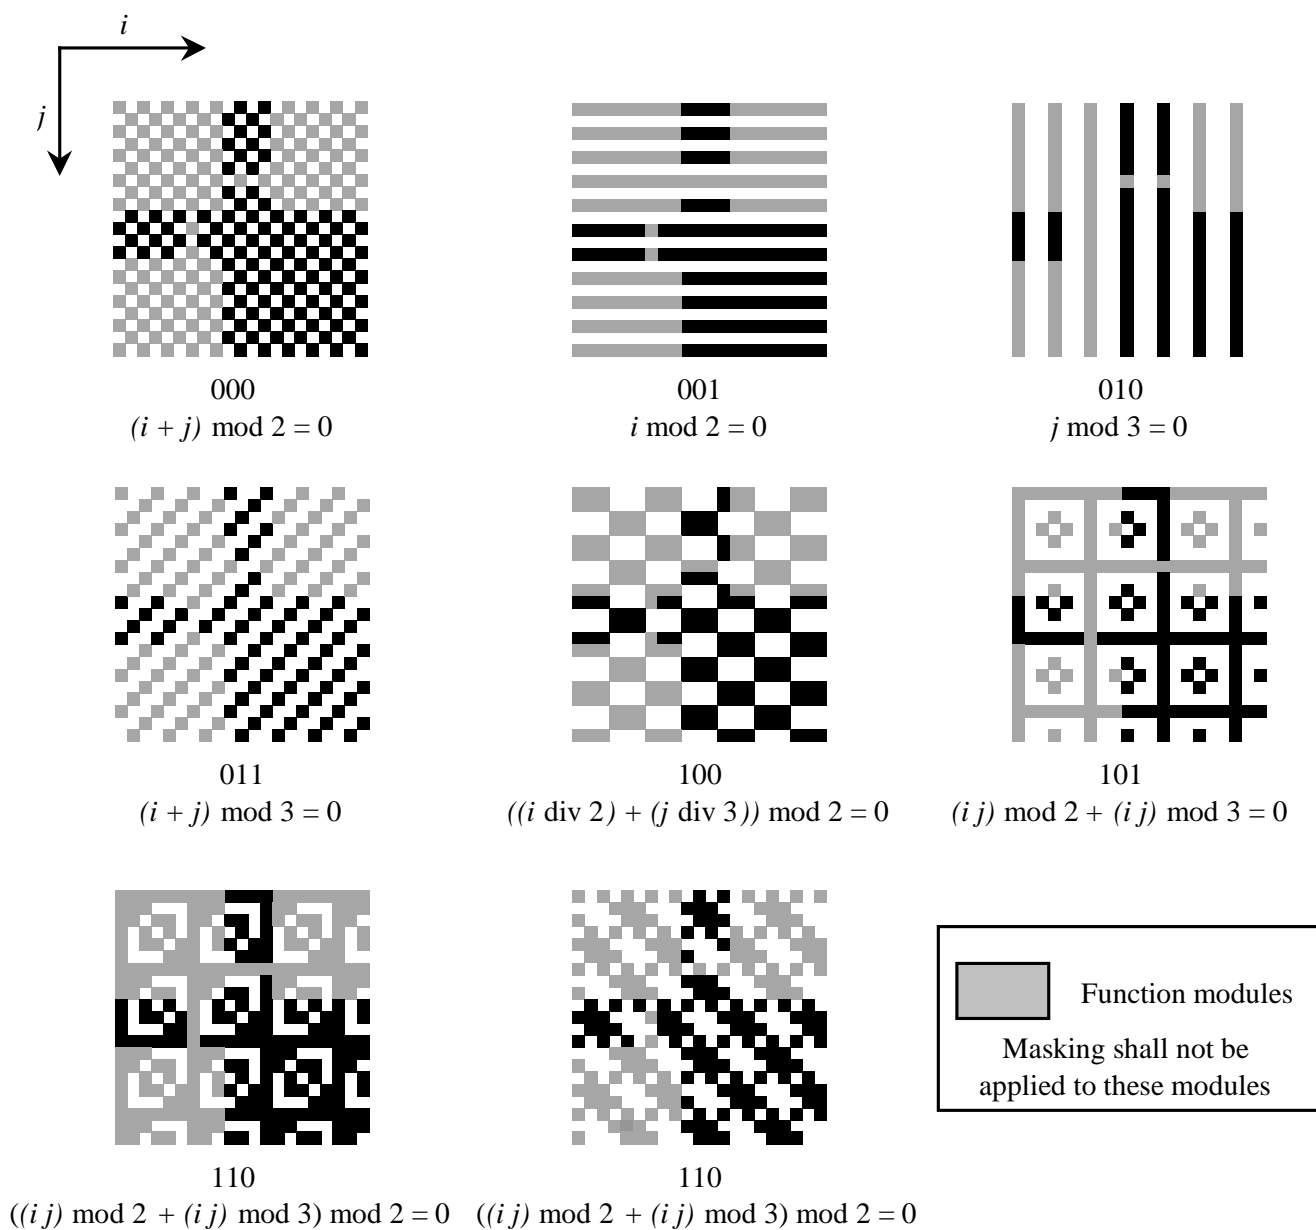 i
j
000
(i + j) mod 2 = 0
001
i mod 2 = 0
010
j mod 3 = 0
011
(i + j) mod 3 = 0
100
((i div 2) + (j div 3)) mod 2 = 0
101
(i j) mod 2 + (i j) mod 3 = 0
110
((i j) mod 2 + (i j) mod 3) mod 2 = 0
110
((i j) mod 2 + (i j) mod 3) mod 2 = 0
Function modules
Masking shall not be
applied to these modules